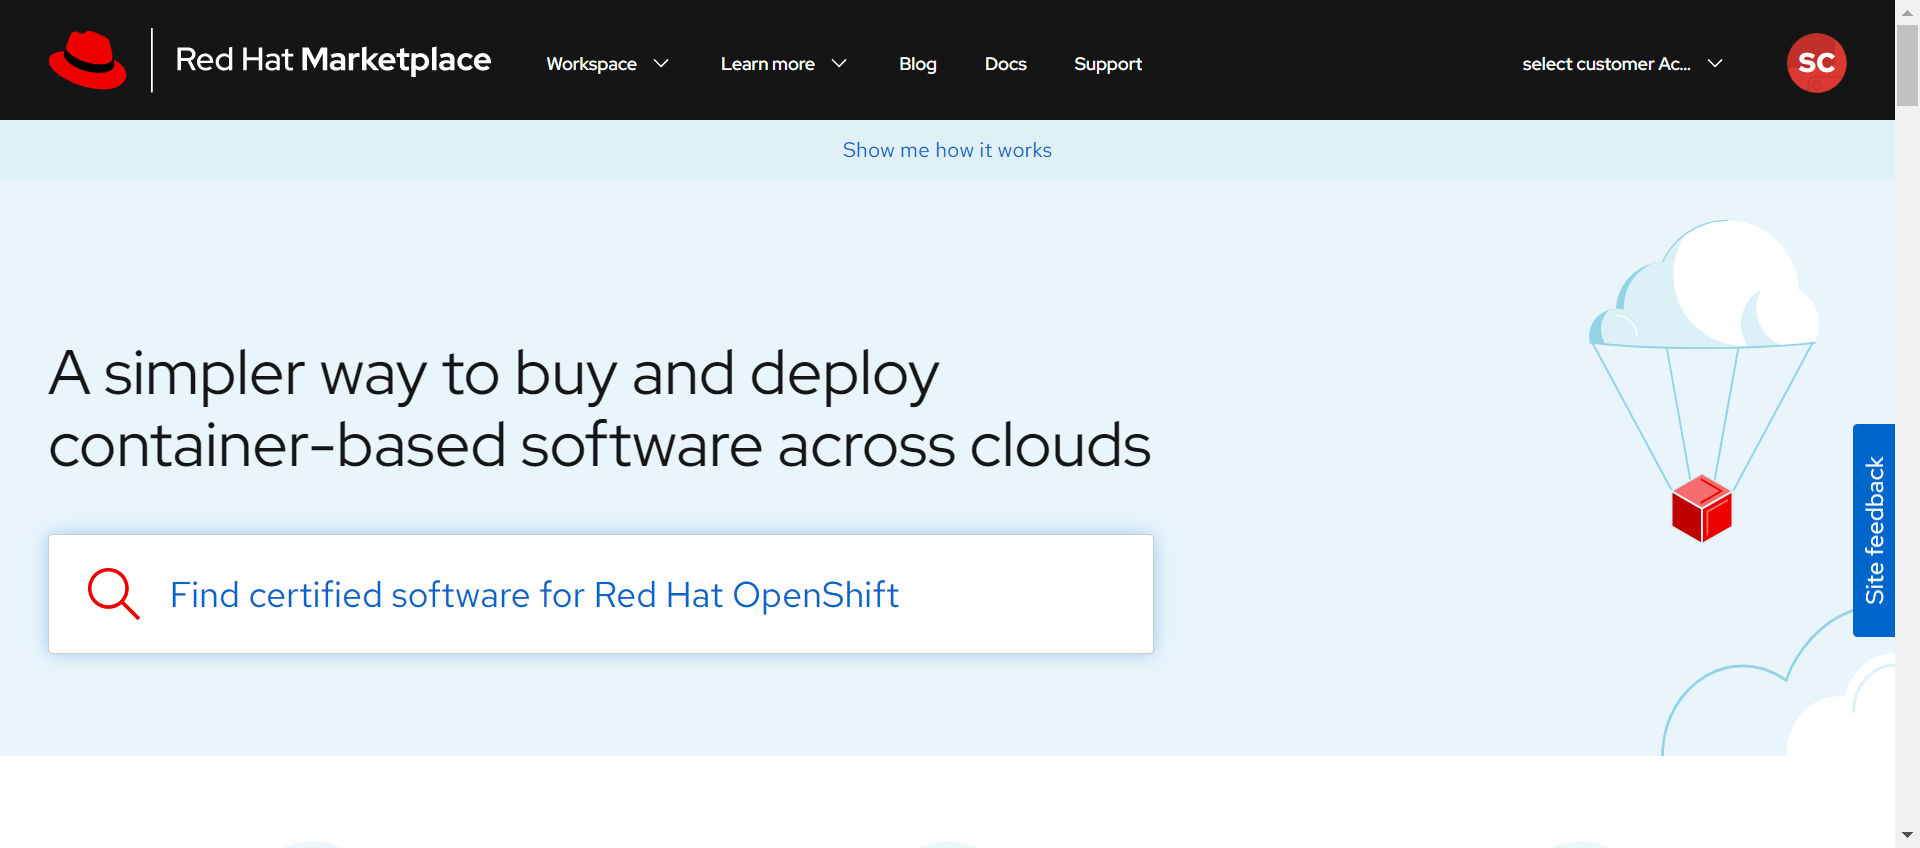 Red Hat Marketplace
Workspace
Learn more
Blog
Docs
Support
select customer Ac...
SC
Show me how it works
A simpler way to buy and deploy
container-based software across clouds
Find certified software for Red Hat OpenShift
Site feedback